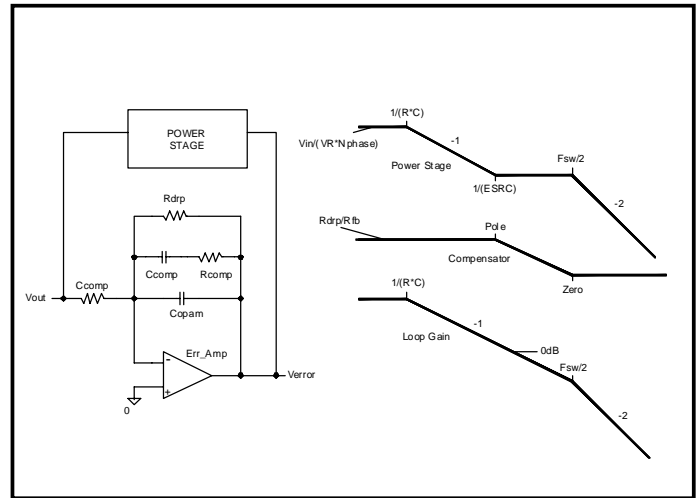 POWER
STAGE
Rdrp
Ccomp
Rcomp
Ccomp
Vout
Copam
Err_Amp
-
+
0
Verror
1/(R*C)
-1
Vin/( VR*Nphase)
Power Stage
Fsw/2
1/(ESRC)
-2
Rdrp/Rfb
Pole
Compensator
Zero
1/(R*C)
-1
Loop Gain
0dB
Fsw/2
-2